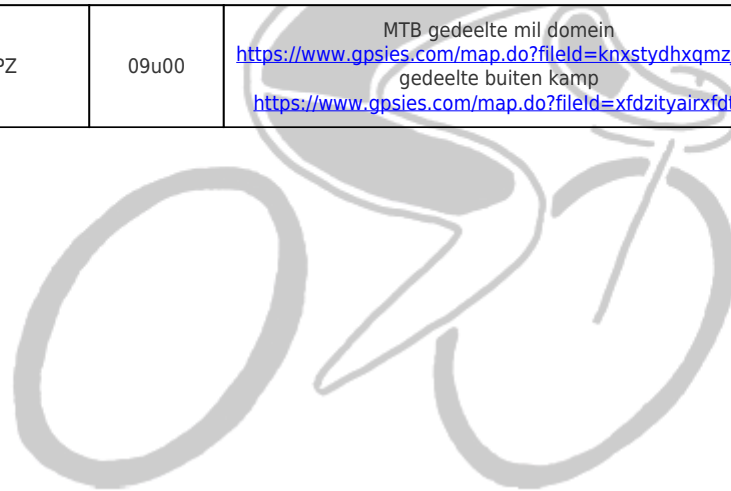 PZ
09u00
MTB gedeelte mil domein
https://www.gpsies.com/map.do?fileId=knxstydhxqmz
gedeelte buiten kamp
https://www.gpsies.com/map.do?fileId=xfdzityairxfd